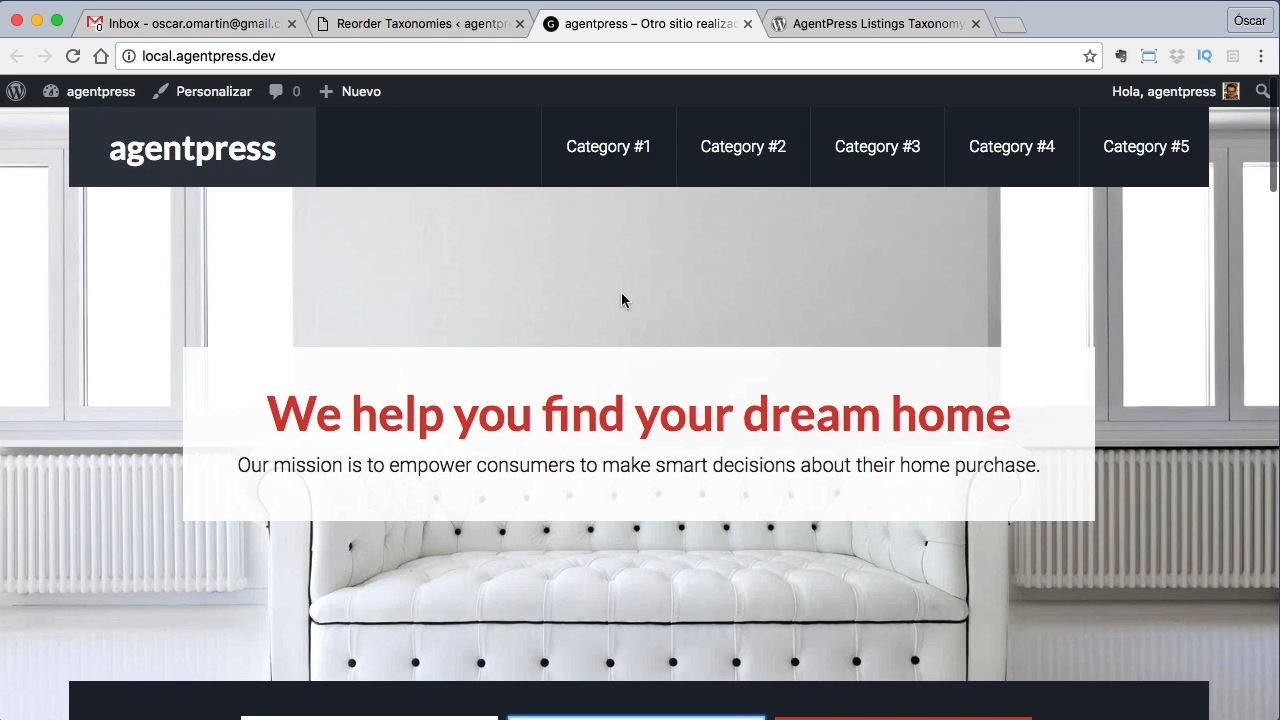 Inbox - oscar.omartin@gmail.c
Reorder Taxonomies ‹ agentpr
agentpress – Otro sitio realiza
AgentPress Listings Taxonomy
Óscar
local.agentpress.dev
agentpress
Personalizar
0
Nuevo
Hola, agentpress
agentpress
Category #1
Category #2
Category #3
Category #4
Category #5
We help you find your dream home
Our mission is to empower consumers to make smart decisions about their home purchase.